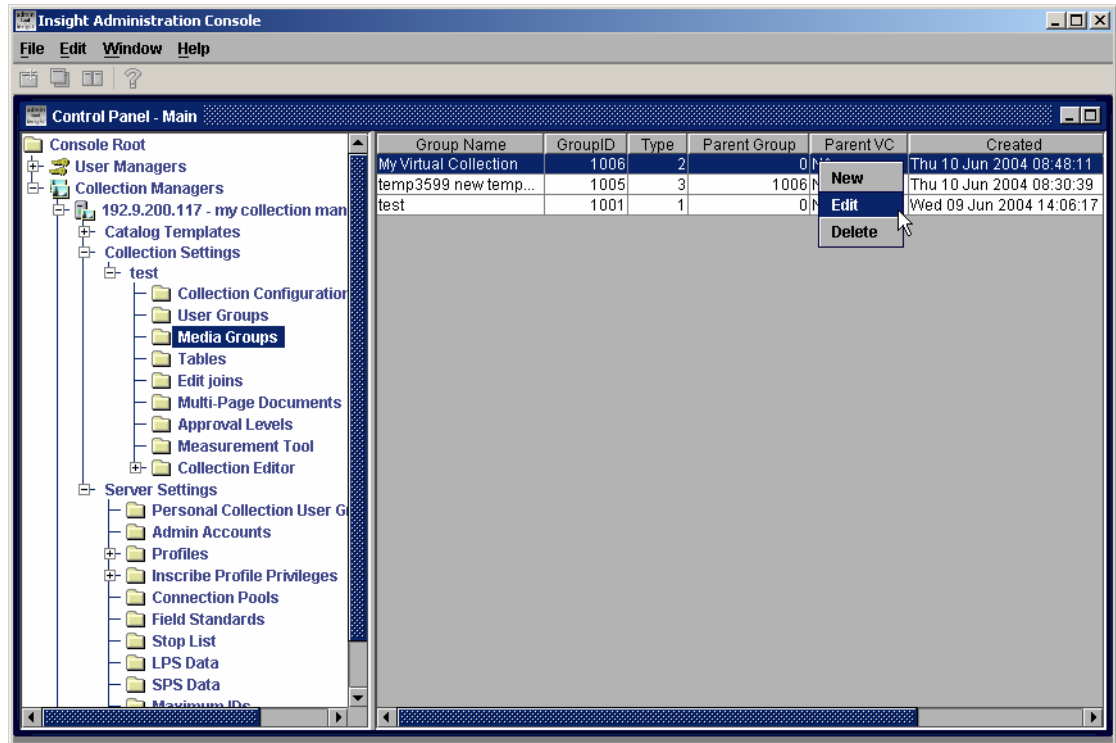 Insight Administration Console
File Edit Window Help
Control Panel - Main
Console Root
User Managers
Collection Managers
192.9.200.117 - my collection man
Catalog Templates
Collection Settings
test
Collection Configuration
User Groups
Media Groups
Tables
Edit joins
Multi-Page Documents
Approval Levels
Measurement Tool
Collection Editor
Server Settings
Personal Collection User G
Admin Accounts
Profiles
Inscribe Profile Privileges
Connection Pools
Field Standards
Stop List
LPS Data
SPS Data
Maximum IDs
Group Name GroupID Type Parent Group Parent VC Created
My Virtual Collection 1006 2 0 Thu 10 Jun 2004 08:48:11
temp3599 new temp... 1005 3 1006 Thu 10 Jun 2004 08:30:39
test 1001 1 0 Wed 09 Jun 2004 14:06:17
New
Edit
Delete